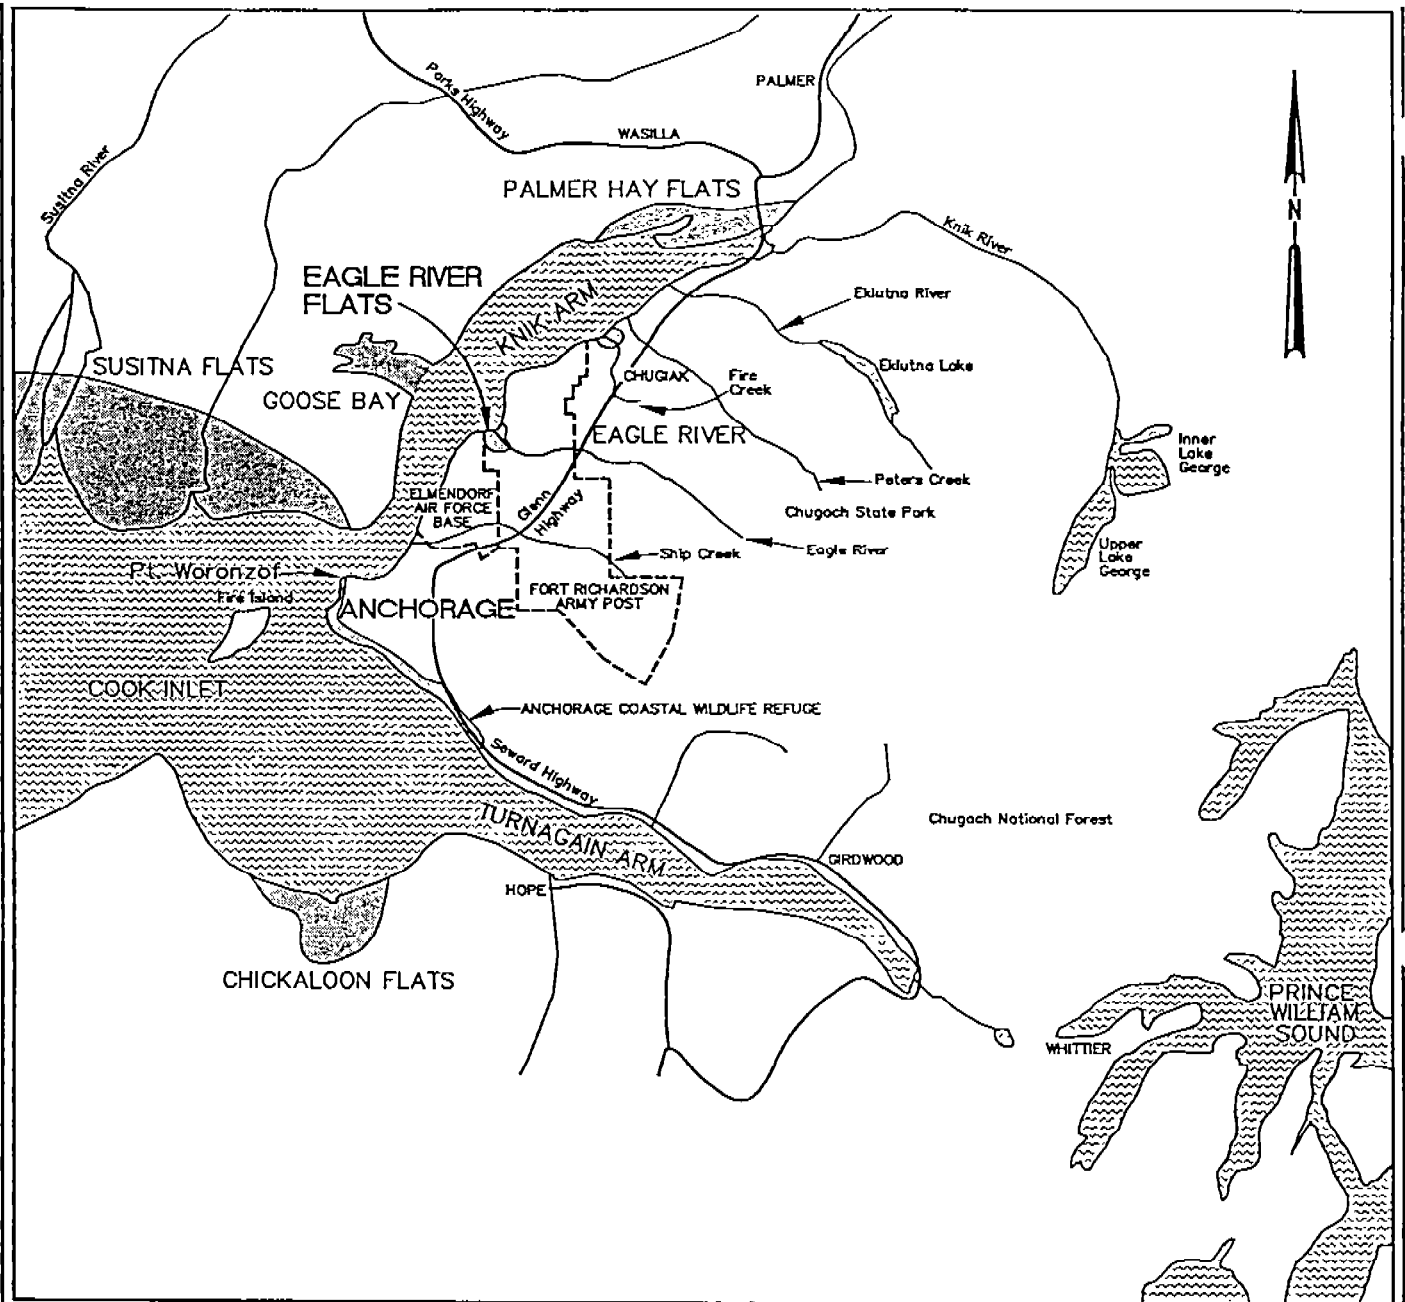 Parks Highway
PALMER
WASILLA
Susitna River
PALMER HAY FLATS
N
Knik River
EAGLE RIVER
FLATS
KNIK ARM
Eklutna River
SUSITNA FLATS
Eklutna Lake
GOOSE BAY
CHUGIAK
Fire
Creek
EAGLE RIVER
Inner
Lake
George
Peters Creek
ELMENDORF
AIR FORCE
BASE
Glenn
Highway
Chugach State Park
Ship Creek
Eagle River
Upper
Lake
George
Pt. Woronzof
Fire Island
ANCHORAGE
FORT RICHARDSON
ARMY POST
COOK INLET
ANCHORAGE COASTAL WILDLIFE REFUGE
Seward Highway
TURNAGAIN ARM
Chugach National Forest
GIRDWOOD
HOPE
CHICKALOON FLATS
PRINCE
WILLIAM
SOUND
WHITTIER